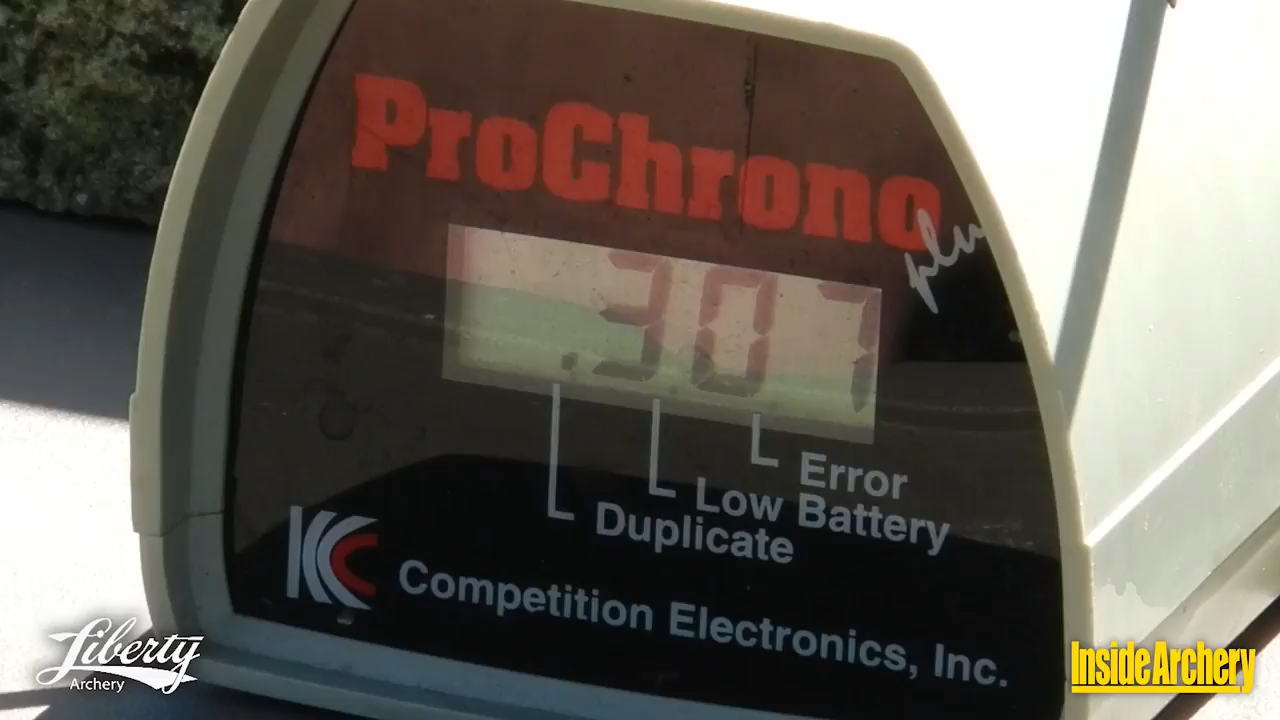 ProChrono
plus
.307
Error
Low Battery
Duplicate
Competition Electronics, Inc.
Liberty
Archery
InsideArchery